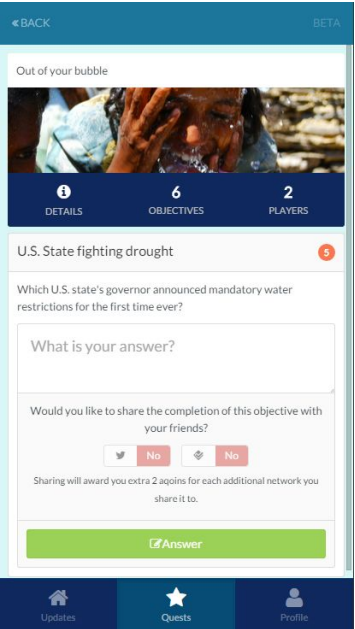 BACK
BETA
Out of your bubble
DETAILS
6
OBJECTIVES
2
PLAYERS
U.S. State fighting drought
5
Which U.S. state's governor announced mandatory water
restrictions for the first time ever?
What is your answer?
Would you like to share the completion of this objective with
your friends?
No
No
Sharing will award you extra 2 aqoins for each additional network you
share it to.
Answer
Updates
Quests
Profile